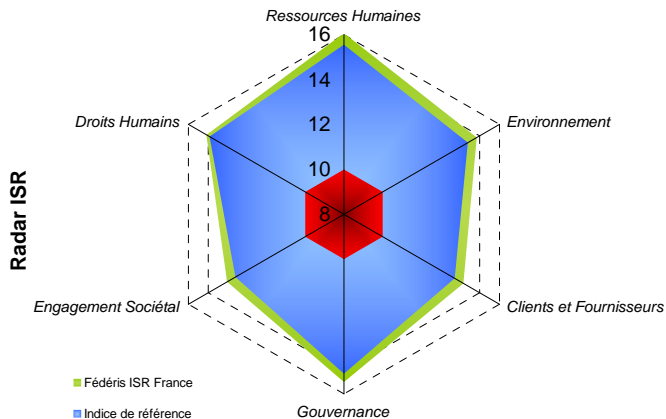 Ressources Humaines
16
14
Droits Humains
12
Environnement
10
Radar ISR
8
Engagement Sociétal
Clients et Fournisseurs
Fédéris ISR France
Indice de référence
Gouvernance